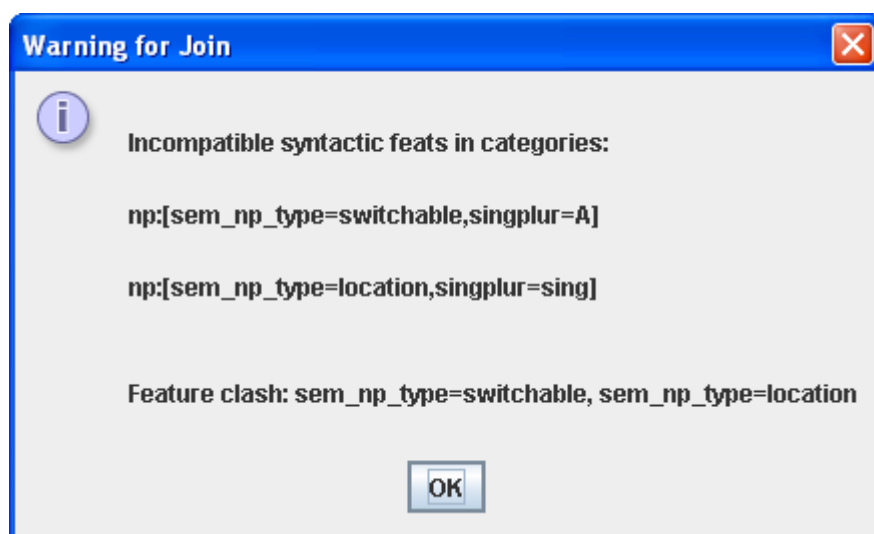 Warning for Join
i
Incompatible syntactic feats in categories:
np:[sem_np_type=switchable,singplur=A]
np:[sem_np_type=location,singplur=sing]
Feature clash: sem_np_type=switchable, sem_np_type=location
OK